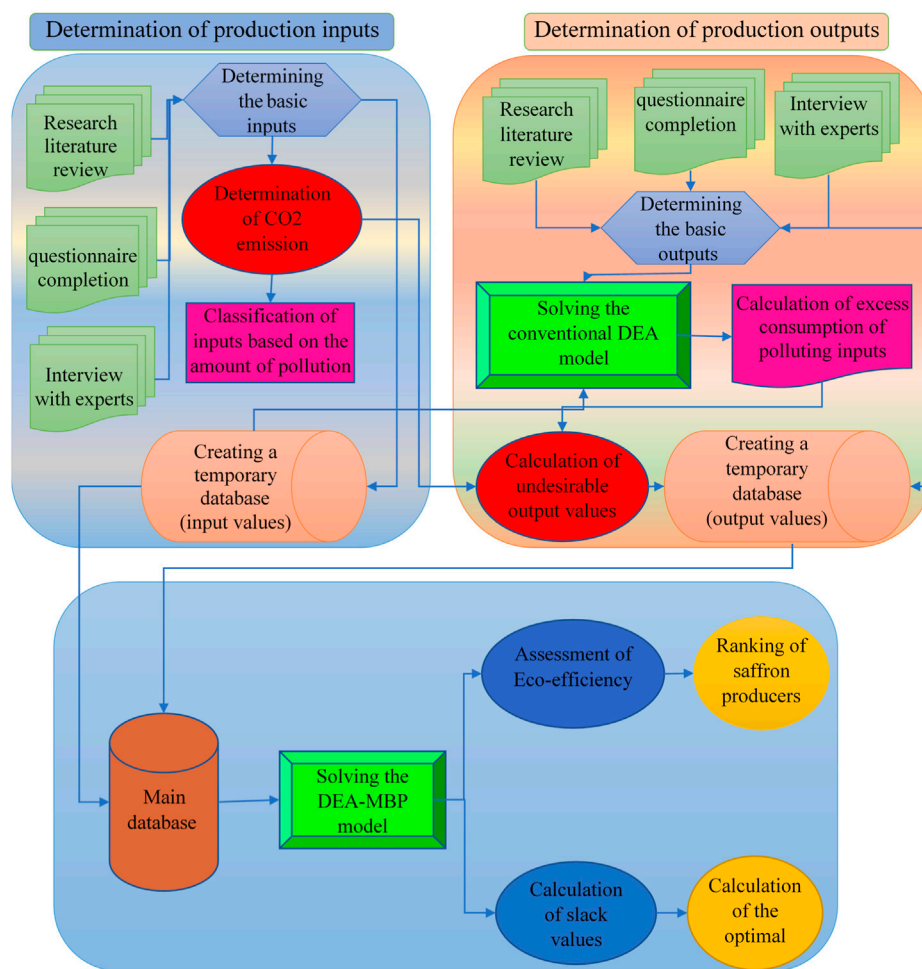 Determination of production inputs
Determination of production outputs
Research
literature
review
Determining
the basic
inputs
Determination
of CO2
emission
questionnaire
completion
Classification of
inputs based on the
amount of pollution
Interview
with experts
Creating a
temporary
database
(input values)
Research
literature
review
questionnaire
completion
Interview
with experts
Determining
the basic
outputs
Solving the
conventional DEA
model
Calculation of excess
consumption of
polluting inputs
Calculation of
undesirable
output values
Creating a
temporary
database
(output values)
Main
database
Solving the
DEA-MBP
model
Assessment of
Eco-efficiency
Ranking of
saffron
producers
Calculation
of slack
values
Calculation
of the
optimal